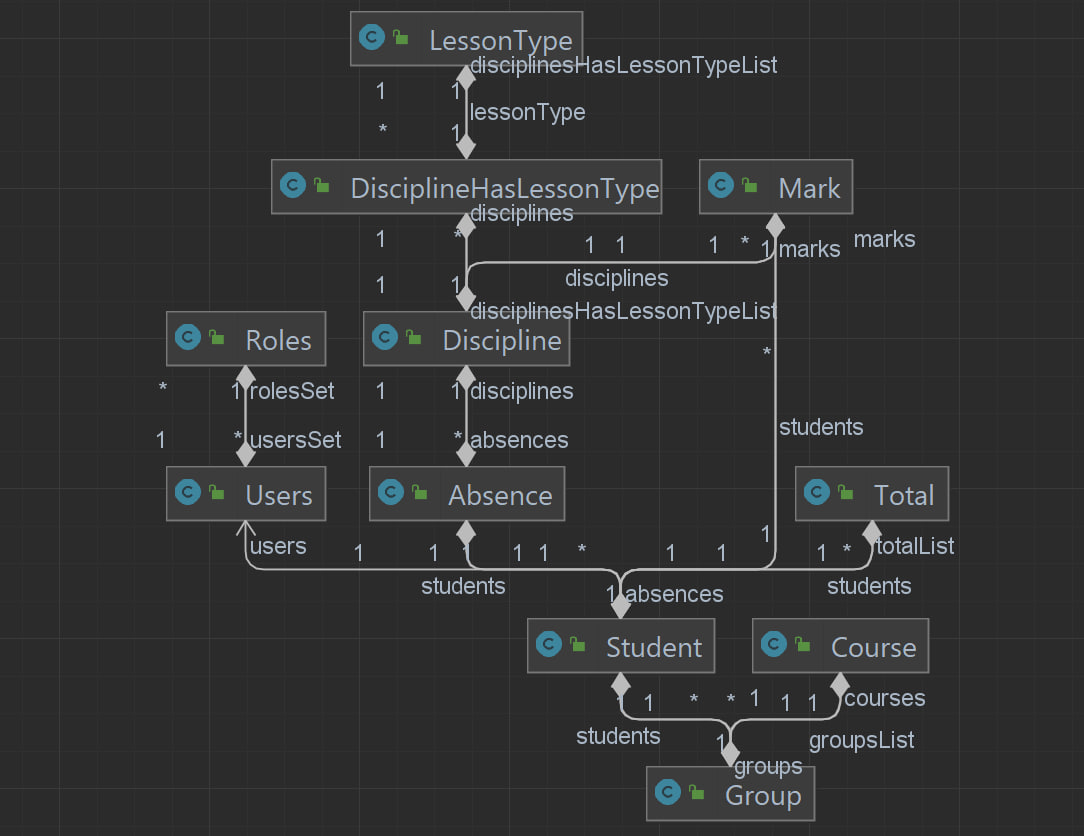 LessonType
disciplinesHasLessonTypeList
1 1
lessonType
* 1
DisciplineHasLessonType Mark
disciplines
1 * 1 1 1 * 1 marks marks
disciplines
1 1
disciplinesHasLessonTypeList
Roles Discipline
*
* 1 rolesSet 1 1 disciplines
students
1 * usersSet 1 * absences
Users Absence Total
1
users 1 1 1 1 1 * 1 1 1 * totalList
students students
1 absences
Student Course
1 1 * * 1 1 1 courses
students 1 groupsList
groups
Group